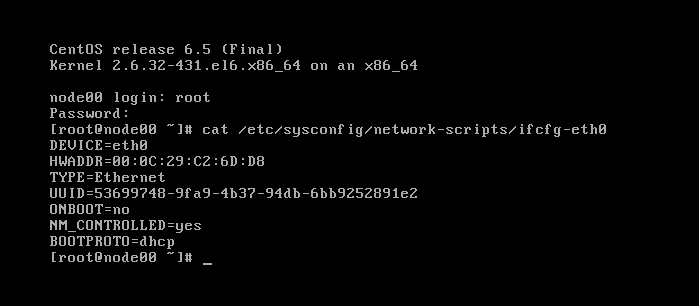 CentOS release 6.5 (Final)
Kernel 2.6.32-431.el6.x86_64 on an x86_64
node00 login: root
Password:
[root@node00 ~]# cat /etc/sysconfig/network-scripts/ifcfg-eth0
DEVICE=eth0
HWADDR=00:0C:29:C2:6D:D8
TYPE=Ethernet
UUID=53699748-9fa9-4b37-94db-6bb9252891e2
ONBOOT=no
NM_CONTROLLED=yes
BOOTPROTO=dhcp
[root@node00 ~]# _